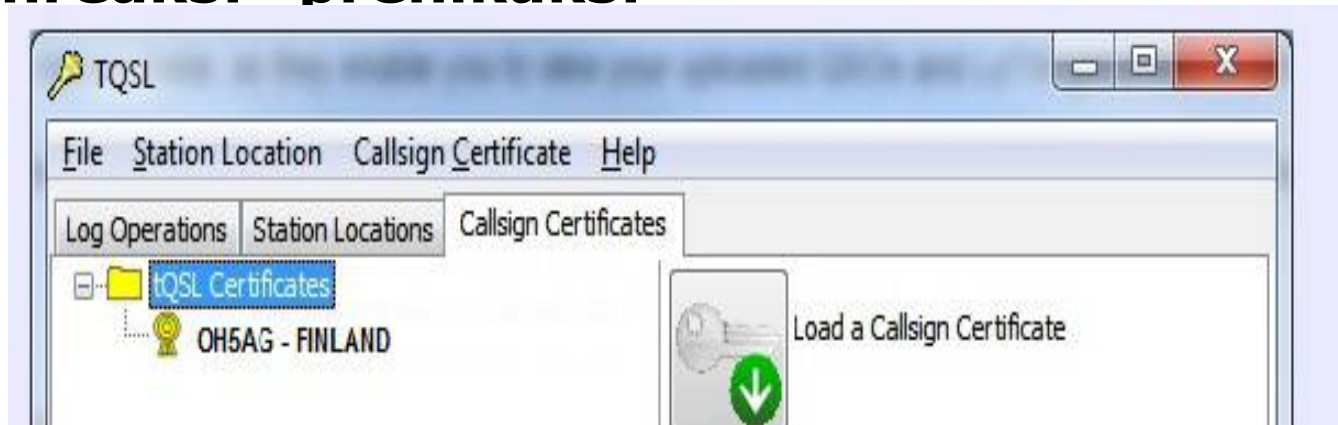 TQSL
File Station Location Callsign Certificate Help
Log Operations Station Locations Callsign Certificates
tQSL Certificates
OH5AG - FINLAND
Load a Callsign Certificate